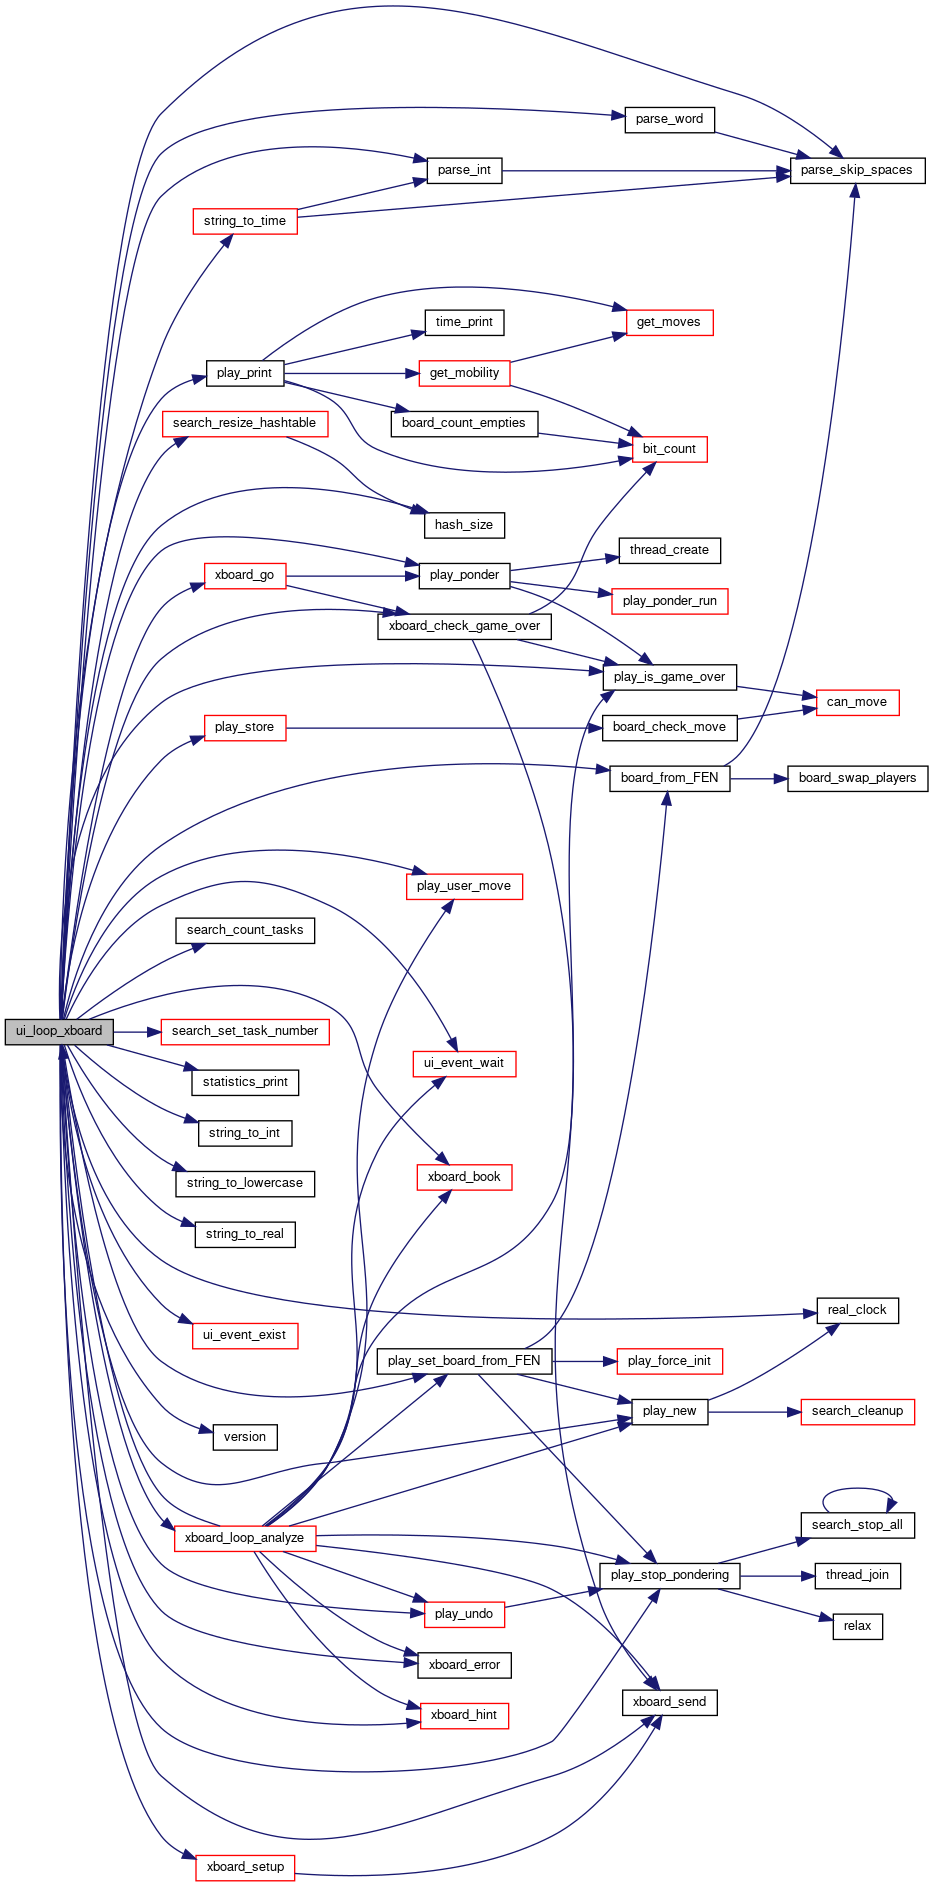 parse_word
parse_int
parse_skip_spaces
string_to_time
time_print
get_moves
play_print
get_mobility
search_resize_hashtable
board_count_empties
bit_count
hash_size
thread_create
xboard_go
play_ponder
play_ponder_run
xboard_check_game_over
play_is_game_over
can_move
play_store
board_check_move
board_from_FEN
board_swap_players
play_user_move
search_count_tasks
ui_loop_xboard
search_set_task_number
ui_event_wait
statistics_print
string_to_int
xboard_book
string_to_lowercase
string_to_real
real_clock
ui_event_exist
play_set_board_from_FEN
play_force_init
play_new
search_cleanup
version
search_stop_all
xboard_loop_analyze
play_stop_pondering
thread_join
play_undo
relax
xboard_error
xboard_send
xboard_hint
xboard_setup